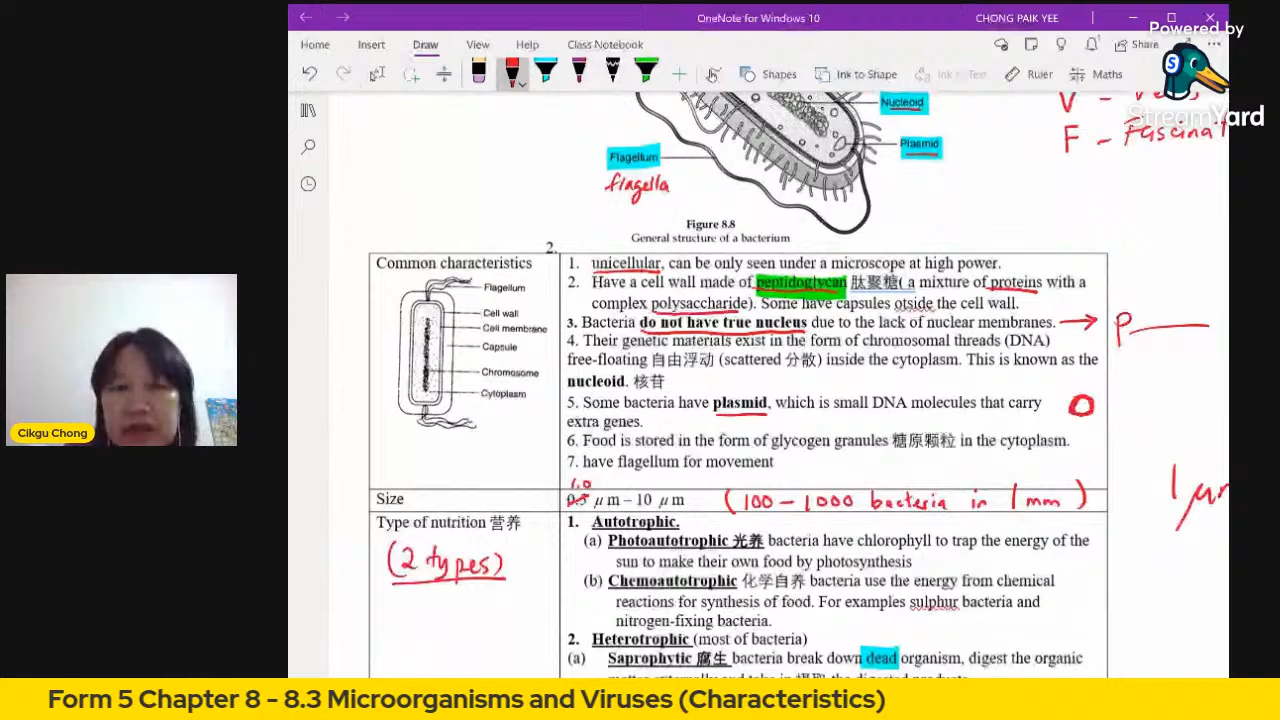 OneNote for Windows 10
CHONG PAIK YEE
Powered by
StreamYard
Home Insert Draw View Help Class Notebook
Share
Shapes Ink to Shape Ink to Text Ruler Maths
Nucleoid
Plasmid
Flagellum
flagella
V -
F - Fascinat
Figure 8.8
General structure of a bacterium
2.
Common characteristics
Flagellum
Cell wall
Cell membrane
Capsule
Chromosome
Cytoplasm
1. unicellular, can be only seen under a microscope at high power.
2. Have a cell wall made of peptidoglycan 肽聚糖( a mixture of proteins with a
complex polysaccharide). Some have capsules otside the cell wall.
3. Bacteria do not have true nucleus due to the lack of nuclear membranes.
P
4. Their genetic materials exist in the form of chromosomal threads (DNA)
free-floating 自由浮动 (scattered 分散) inside the cytoplasm. This is known as the
nucleoid. 核苷
5. Some bacteria have plasmid, which is small DNA molecules that carry
extra genes.
6. Food is stored in the form of glycogen granules 糖原颗粒 in the cytoplasm.
7. have flagellum for movement
Size
1.0
0.5 μm – 10 μm (100 - 1000 bacteria in 1 mm)
1 μm
Type of nutrition 营养
(2 types)
1. Autotrophic.
(a) Photoautotrophic 光养 bacteria have chlorophyll to trap the energy of the
sun to make their own food by photosynthesis
(b) Chemoautotrophic 化学自养 bacteria use the energy from chemical
reactions for synthesis of food. For examples sulphur bacteria and
nitrogen-fixing bacteria.
2. Heterotrophic (most of bacteria)
(a) Saprophytic 腐生 bacteria break down dead organism, digest the organic
Cikgu Chong
Form 5 Chapter 8 - 8.3 Microorganisms and Viruses (Characteristics)